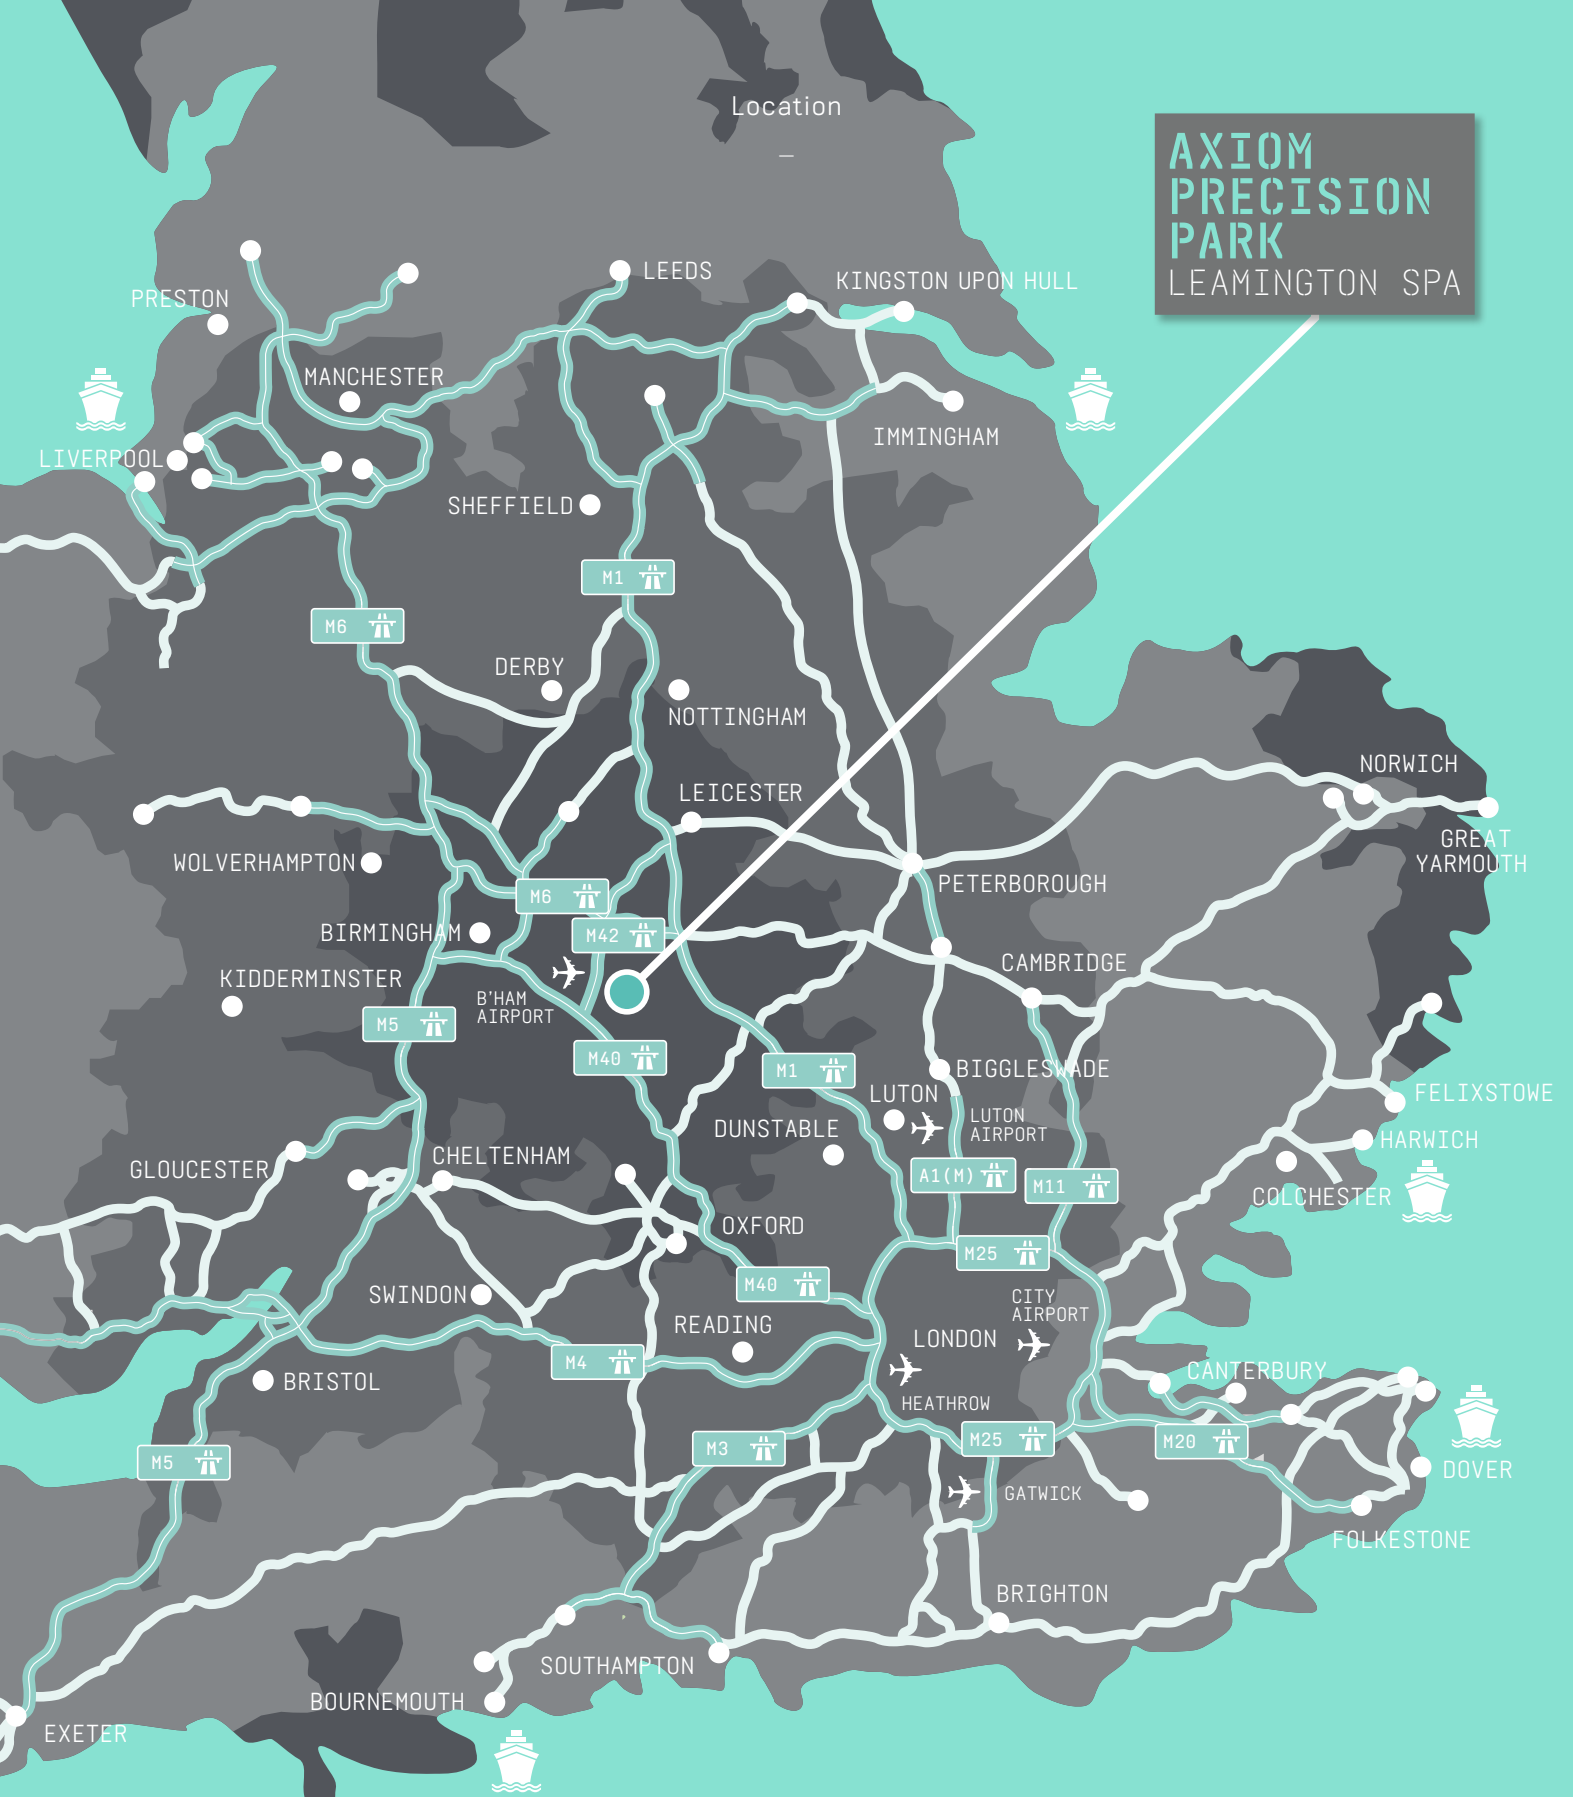 Location
AXIOM
PRECISION
PARK
LEAMINGTON SPA
LEEDS
KINGSTON UPON HULL
PRESTON
MANCHESTER
IMMINGHAM
LIVERPOOL
SHEFFIELD
M1
M6
DERBY
NOTTINGHAM
NORWICH
LEICESTER
GREAT
YARMOUTH
WOLVERHAMPTON
PETERBOROUGH
M6
BIRMINGHAM
M42
CAMBRIDGE
KIDDERMINSTER
B'HAM
AIRPORT
M5
M40
M1
BIGGLESWADE
LUTON
FELIXSTOWE
LUTON
AIRPORT
DUNSTABLE
HARWICH
CHELTENHAM
GLOUCESTER
A1(M)
M11
COLCHESTER
OXFORD
M25
M40
SWINDON
CITY
AIRPORT
READING
LONDON
M4
CANTERBURY
BRISTOL
HEATHROW
M25
M20
M3
M5
DOVER
GATWICK
FOLKESTONE
BRIGHTON
SOUTHAMPTON
BOURNEMOUTH
EXETER